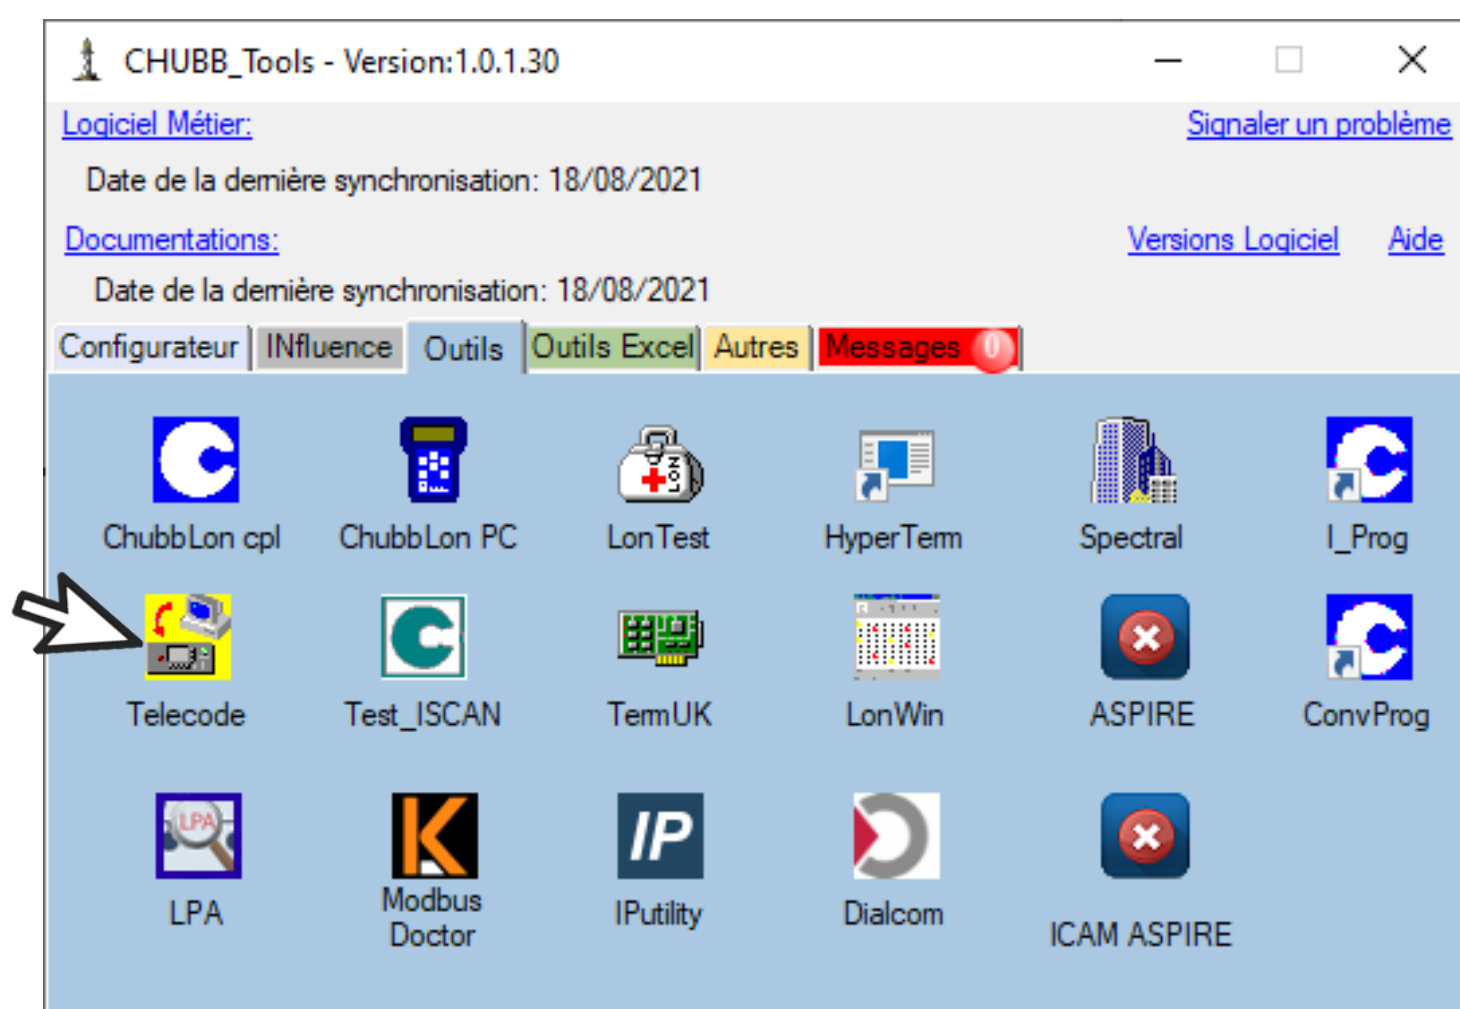 CHUBB_Tools - Version:1.0.1.30
Logiciel Métier:
Signaler un problème
Date de la dernière synchronisation: 18/08/2021
Documentations:
Versions Logiciel
Aide
Date de la dernière synchronisation: 18/08/2021
Configurateur INfluence Outils Outils Excel Autres Messages 0
LON
ChubbLon cpl ChubbLon PC LonTest HyperTerm Spectral I_Prog
Telecode Test_ISCAN TermUK LonWin ASPIRE ConvProg
LPA IP
LPA Modbus Doctor IPutility Dialcom ICAM ASPIRE